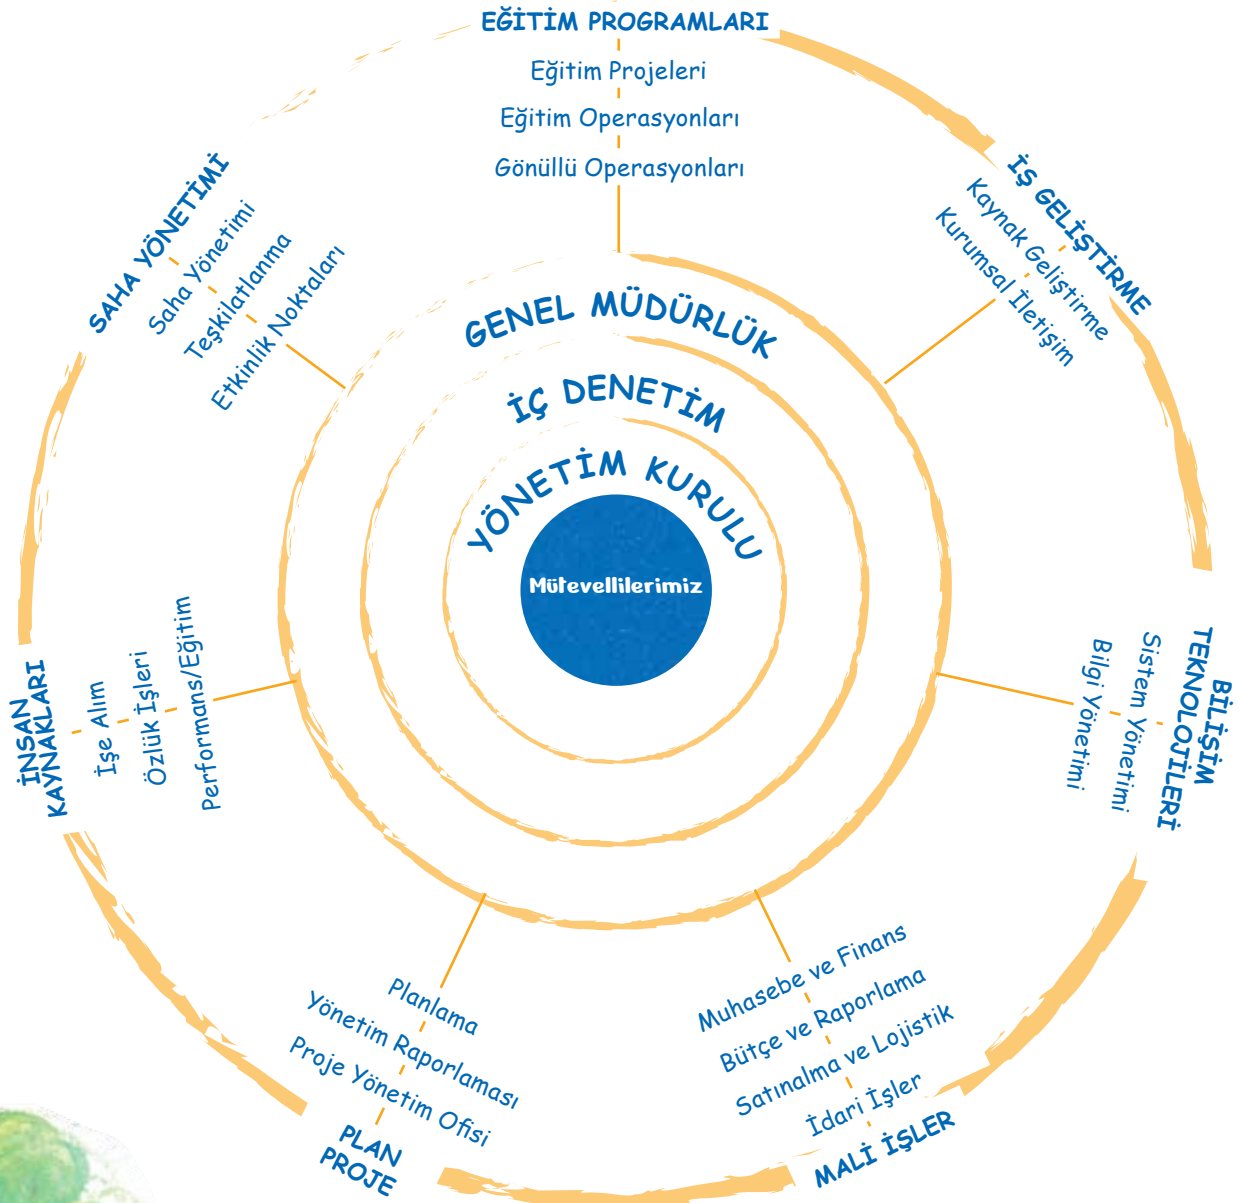 EĞİTİM PROGRAMLARI
Eğitim Projeleri
Eğitim Operasyonları
Gönüllü Operasyonları
İŞ GELİŞTİRME
Kaynak Geliştirme
Kurumsal İletişim
BİLİŞİM
TEKNOLOJİLERİ
Sistem Yönetimi
Bilgi Yönetimi
Muhasebe ve Finans
Bütçe ve Raporlama
Satınalma ve Lojistik
İdari İşler
MALİ İŞLER
Planlama
Yönetim Raporlaması
Proje Yönetim Ofisi
PLAN
PROJE
İNSAN
KAYNAKLARI
İşe Alım
Özlük İşleri
Performans/Eğitim
SAHA YÖNETİMİ
Saha Yönetimi
Teşkilatlanma
Etkinlik Noktaları
GENEL MÜDÜRLÜK
İÇ DENETİM
YÖNETİM KURULU
Mütevellilerimiz